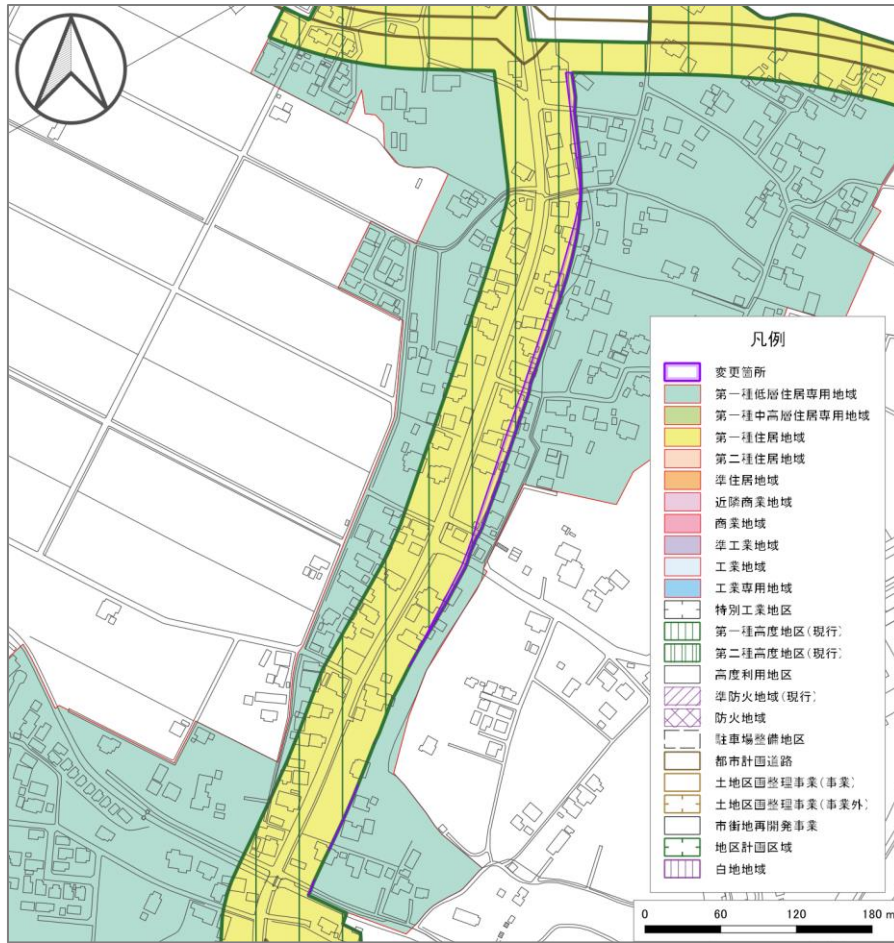 凡例
変更箇所
第一種低層住居専用地域
第一種中高層住居専用地域
第一種住居地域
第二種住居地域
準住居地域
近隣商業地域
商業地域
準工業地域
工業地域
工業専用地域
特別工業地区
第一種高度地区(現行)
第二種高度地区(現行)
高度利用地区
準防火地域(現行)
防火地域
駐車場整備地区
都市計画道路
土地区画整理事業(事業)
土地区画整理事業(事業外)
市街地再開発事業
地区計画区域
白地地域
0 60 120 180 m